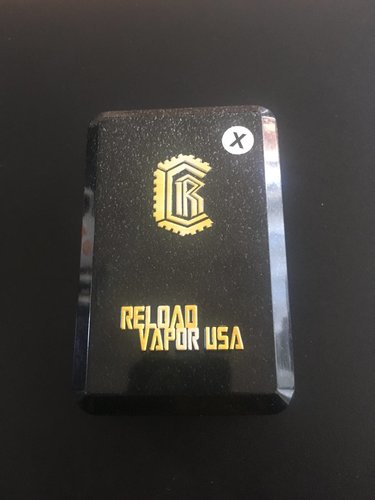 X
R
RELOAD
VAPOR USA